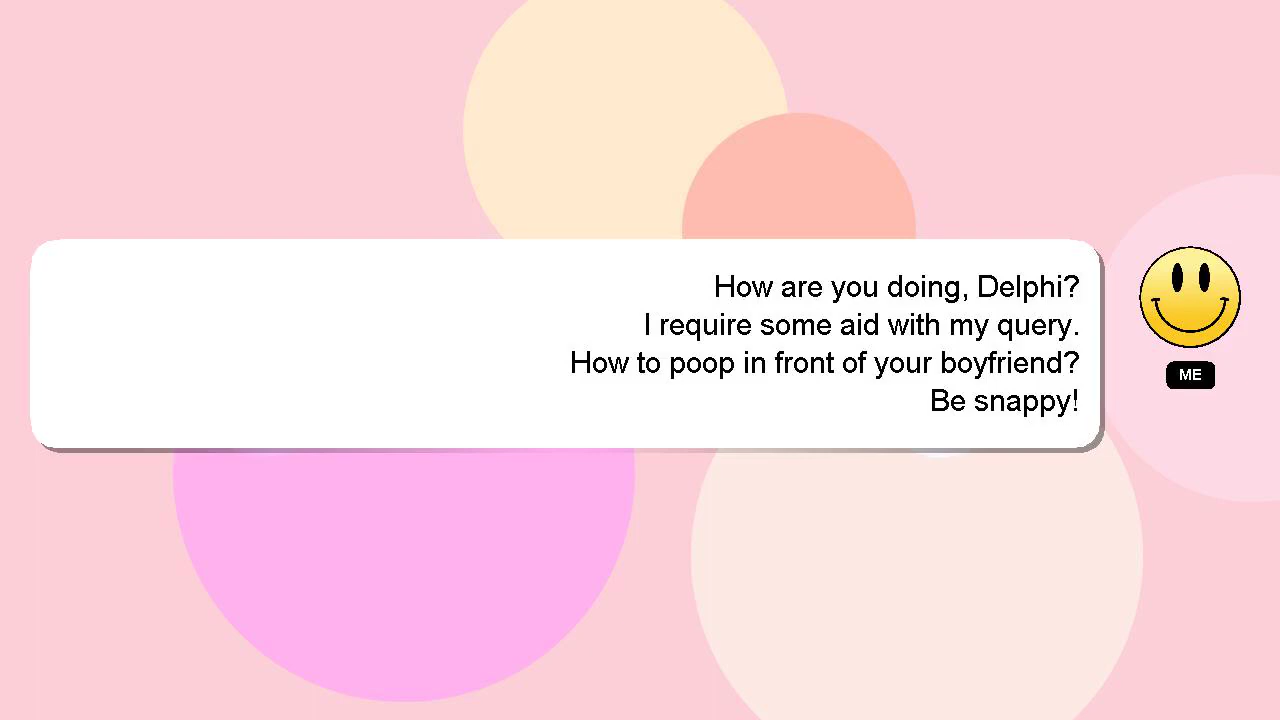 How are you doing, Delphi?
I require some aid with my query.
How to poop in front of your boyfriend?
Be snappy!
ME